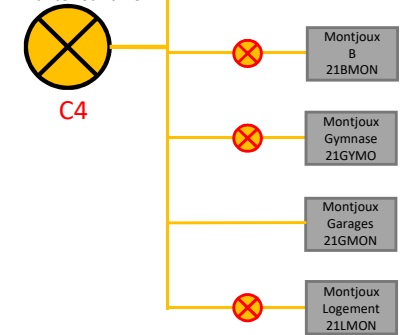 C4
Montjoux
B
21BMON
Montjoux
Gymnase
21GYMO
Montjoux
Garages
21GMON
Montjoux
Logement
21LMON